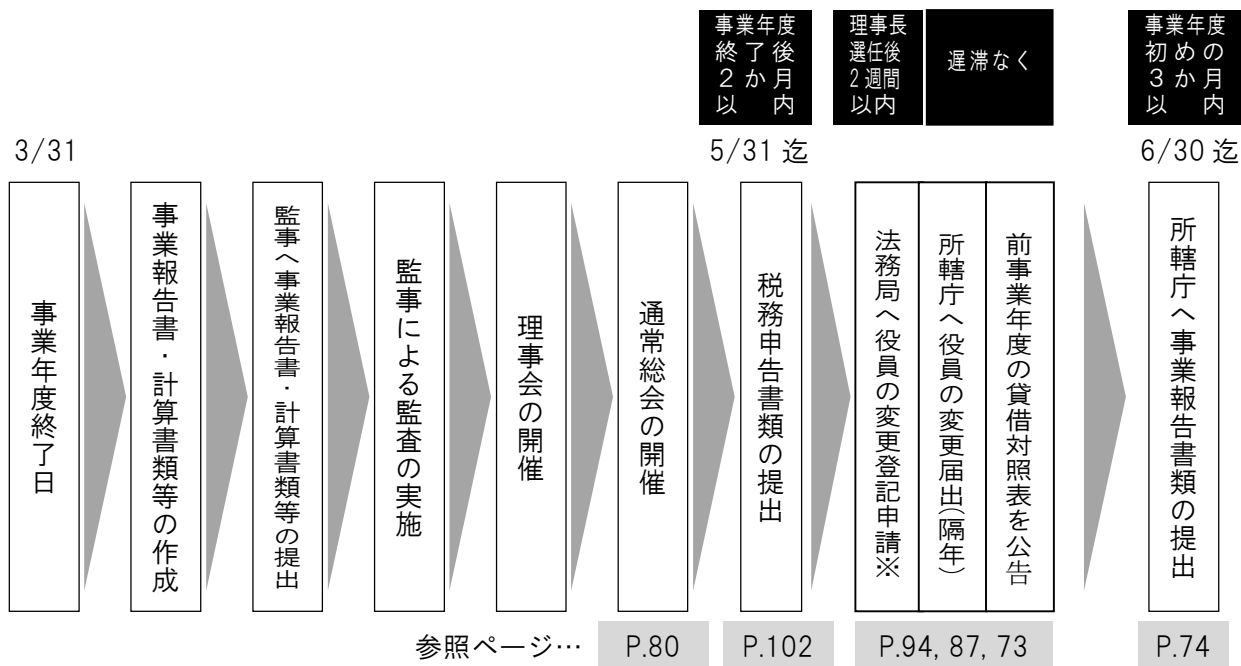 事業年度
終了後
2か月
以内
理事長
選任後
2週間
以内
遅滞なく
事業年度
初めの
3か月
以内
3/31
5/31 迄
6/30 迄
事業年度終了日
事業報告書・計算書類等の作成
監事へ事業報告書・計算書類等の提出
監事による監査の実施
理事会の開催
通常総会の開催
税務申告書類の提出
法務局へ役員の変更登記申請※
所轄庁へ役員の変更届出(隔年)
前事業年度の貸借対照表を公告
所轄庁へ事業報告書類の提出
参照ページ…
P.80
P.102
P.94, 87, 73
P.74